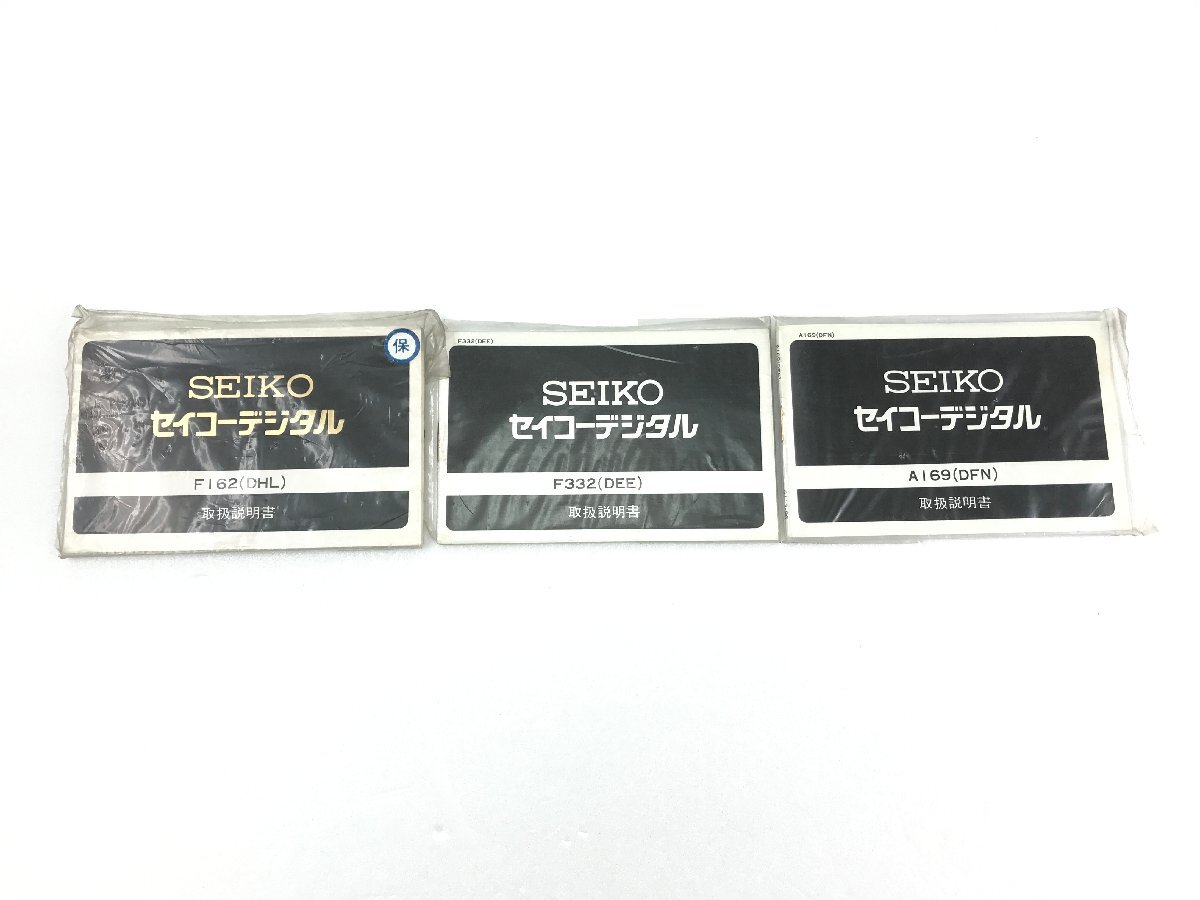 保
SEIKO
セイコーデジタル
F162(DHL)
取扱説明書
F332(DEE)
SEIKO
セイコーデジタル
F332(DEE)
取扱説明書
A169(DFN)
SEIKO
セイコーデジタル
A169(DFN)
取扱説明書